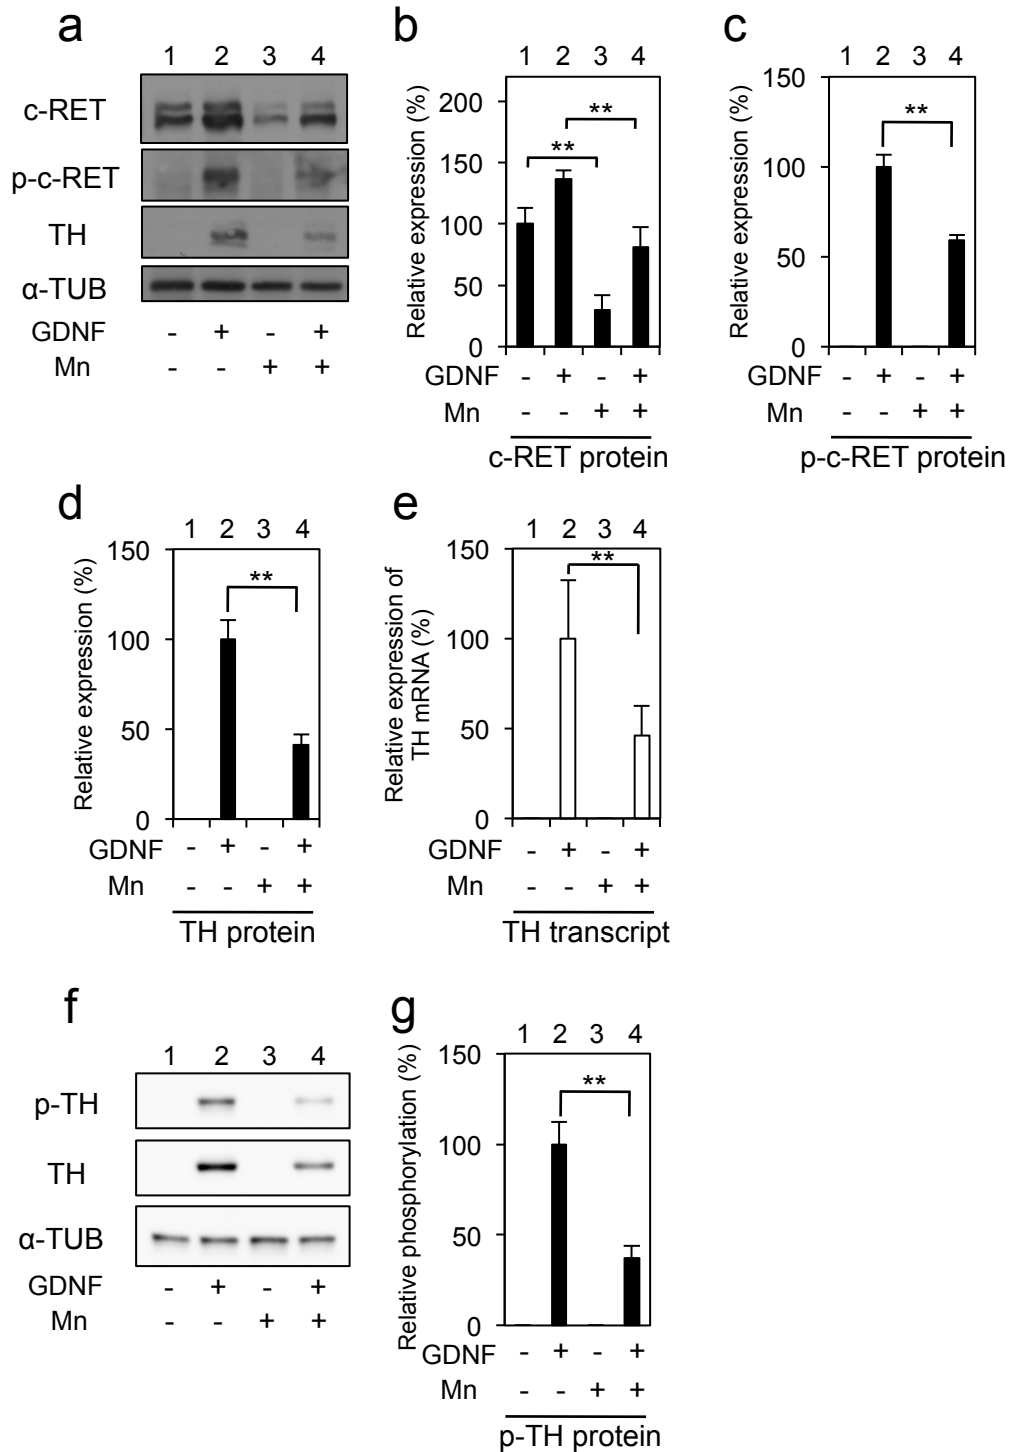 a
1 2 3 4
c-RET
p-c-RET
TH
α-TUB
GDNF - + - +
Mn - - + +
b
1 2 3 4
Relative expression (%)
200
150
100
50
0
**
**
GDNF - + - +
Mn - - + +
c-RET protein
c
1 2 3 4
Relative expression (%)
150
100
50
0
**
GDNF - + - +
Mn - - + +
p-c-RET protein
d
1 2 3 4
Relative expression (%)
150
100
50
0
**
GDNF - + - +
Mn - - + +
TH protein
e
1 2 3 4
Relative expression of
TH mRNA (%)
150
100
50
0
**
GDNF - + - +
Mn - - + +
TH transcript
f
1 2 3 4
p-TH
TH
α-TUB
GDNF - + - +
Mn - - + +
g
1 2 3 4
Relative phosphorylation (%)
150
100
50
0
**
GDNF - + - +
Mn - - + +
p-TH protein